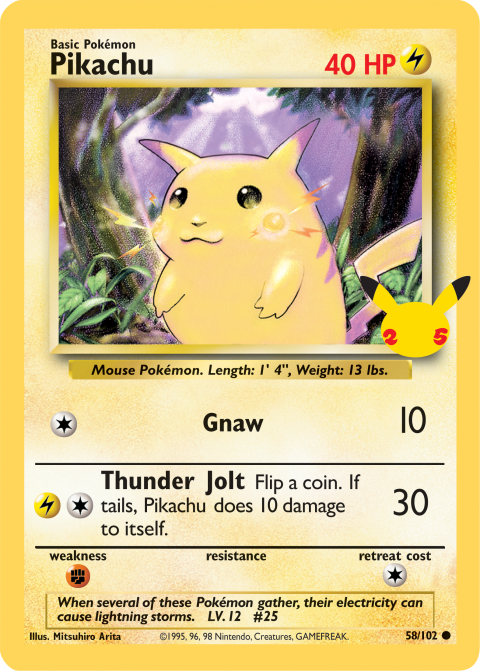 Basic Pokémon
Pikachu
40 HP
25
Mouse Pokémon. Length: 1' 4", Weight: 13 lbs.
Gnaw 10
Thunder Jolt Flip a coin. If
tails, Pikachu does 10 damage
to itself.
30
weakness resistance retreat cost
When several of these Pokémon gather, their electricity can
cause lightning storms. LV. 12 #25
Illus. Mitsuhiro Arita ©1995, 96, 98 Nintendo, Creatures, GAMEFREAK. 58/102